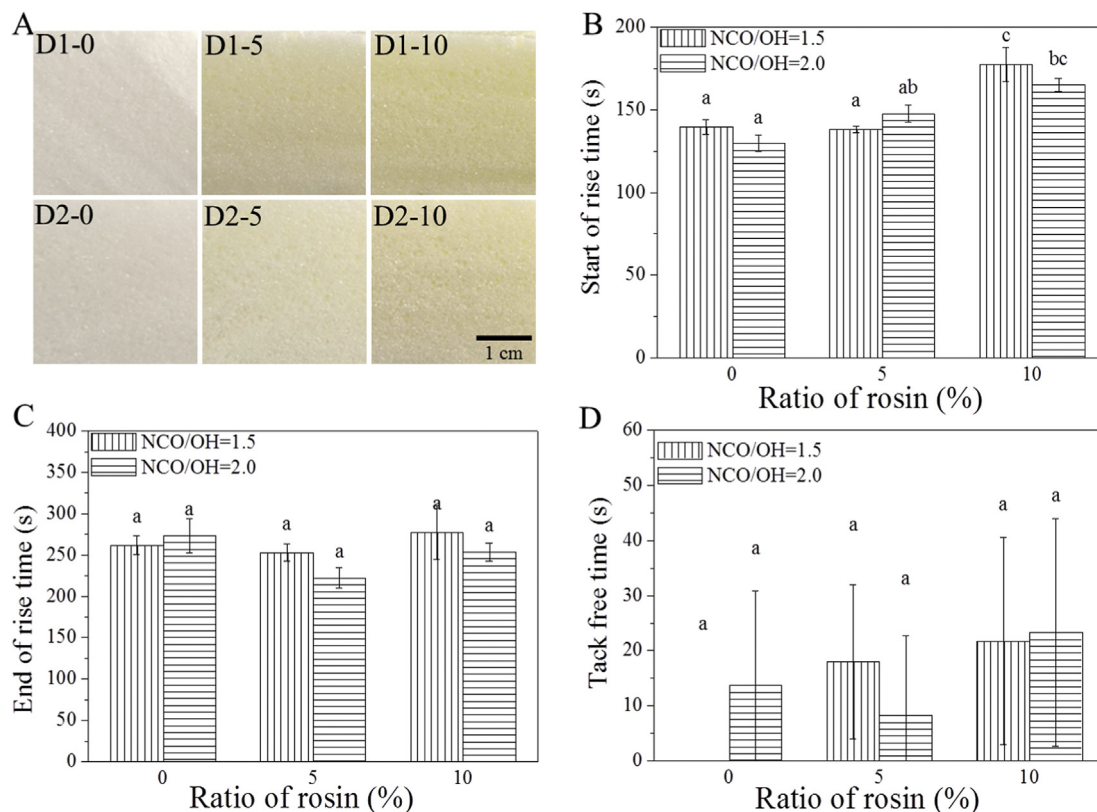 A
D1-0
D1-5
D1-10
D2-0
D2-5
D2-10
1 cm
B
Start of rise time (s)
200
150
100
50
0
NCO/OH=1.5
NCO/OH=2.0
a
a
a
ab
c
bc
0
5
10
Ratio of rosin (%)
C
End of rise time (s)
400
350
300
250
200
150
100
50
0
NCO/OH=1.5
NCO/OH=2.0
a
a
a
a
a
a
0
5
10
Ratio of rosin (%)
D
Tack free time (s)
60
50
40
30
20
10
0
NCO/OH=1.5
NCO/OH=2.0
a
a
a
a
a
a
0
5
10
Ratio of rosin (%)